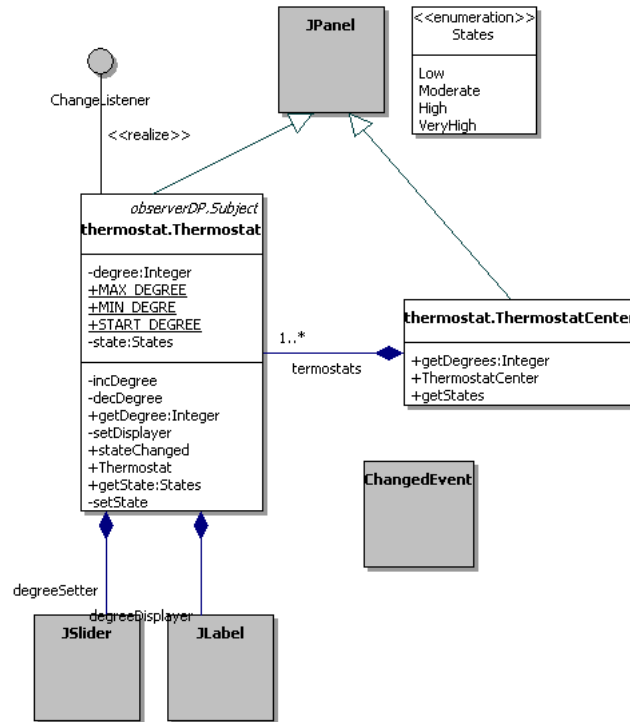 JPanel
<<enumeration>>
States
Low
Moderate
High
VeryHigh
ChangeListener
<<realize>>
observerDP.Subject
thermostat.Thermostat
-degree:Integer
+MAX_DEGREE
+MIN_DEGRE
+START_DEGREE
-state:States
-incDegree
-decDegree
+getDegree:Integer
-setDisplayer
+stateChanged
+Thermostat
+getState:States
-setState
1..*
termostats
thermostat.ThermostatCenter
+getDegrees:Integer
+ThermostatCenter
+getStates
ChangedEvent
degreeSetter
degreeDisplayer
JSlider
JLabel